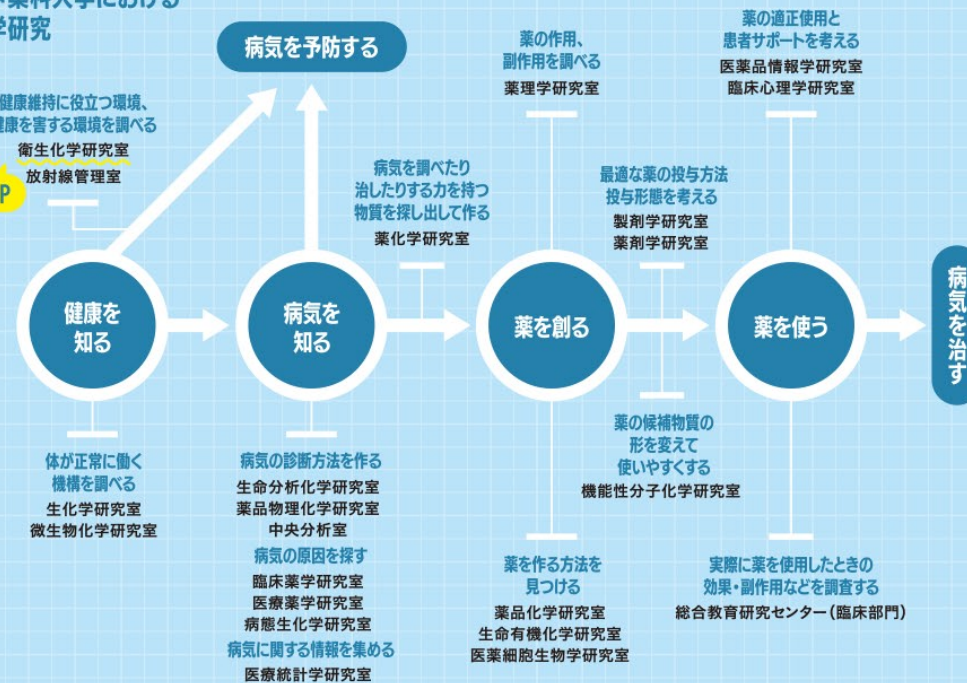 薬科大学における
学研究
病気を予防する
健康維持に役立つ環境、
健康を害する環境を調べる
衛生化学研究室
放射線管理室
P
薬の作用、
副作用を調べる
薬理学研究室
薬の適正使用と
患者サポートを考える
医薬品情報学研究室
臨床心理学研究室
病気を調べたり
治したりする力を持つ
物質を探し出して作る
薬化学研究室
最適な薬の投与方法
投与形態を考える
製剤学研究室
薬剤学研究室
健康を
知る
病気を
知る
薬を創る
薬を使う
病気を治す
体が正常に働く
機構を調べる
生化学研究室
微生物化学研究室
病気の診断方法を作る
生命分析化学研究室
薬品物理化学研究室
中央分析室
病気の原因を探す
臨床薬学研究室
医療薬学研究室
病態生化学研究室
病気に関する情報を集める
医療統計学研究室
薬の候補物質の
形を変えて
使いやすくする
機能性分子化学研究室
薬を作る方法を
見つける
薬品化学研究室
生命有機化学研究室
医薬細胞生物学研究室
実際に薬を使用したときの
効果・副作用などを調査する
総合教育研究センター(臨床部門)